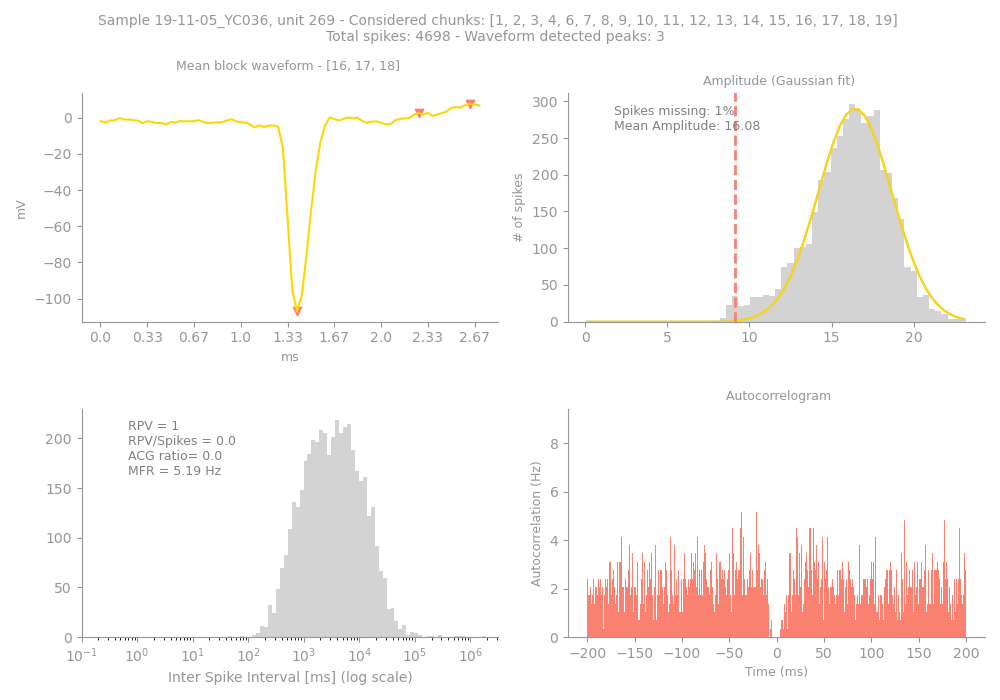 Sample 19-11-05_YC036, unit 269 - Considered chunks: [1, 2, 3, 4, 6, 7, 8, 9, 10, 11, 12, 13, 14, 15, 16, 17, 18, 19]
Total spikes: 4698 - Waveform detected peaks: 3
Mean block waveform - [16, 17, 18]
0
−20
−40
−60
−80
−100
mV
0.0 0.33 0.67 1.0 1.33 1.67 2.0 2.33 2.67
ms
Amplitude (Gaussian fit)
Spikes missing: 1%
Mean Amplitude: 16.08
300
250
200
150
100
50
0
# of spikes
0 5 10 15 20
RPV = 1
RPV/Spikes = 0.0
ACG ratio= 0.0
MFR = 5.19 Hz
200
150
100
50
0
10⁻¹ 10⁰ 10¹ 10² 10³ 10⁴ 10⁵ 10⁶
Inter Spike Interval [ms] (log scale)
Autocorrelogram
8
6
4
2
0
Autocorrelation (Hz)
−200 −150 −100 −50 0 50 100 150 200
Time (ms)